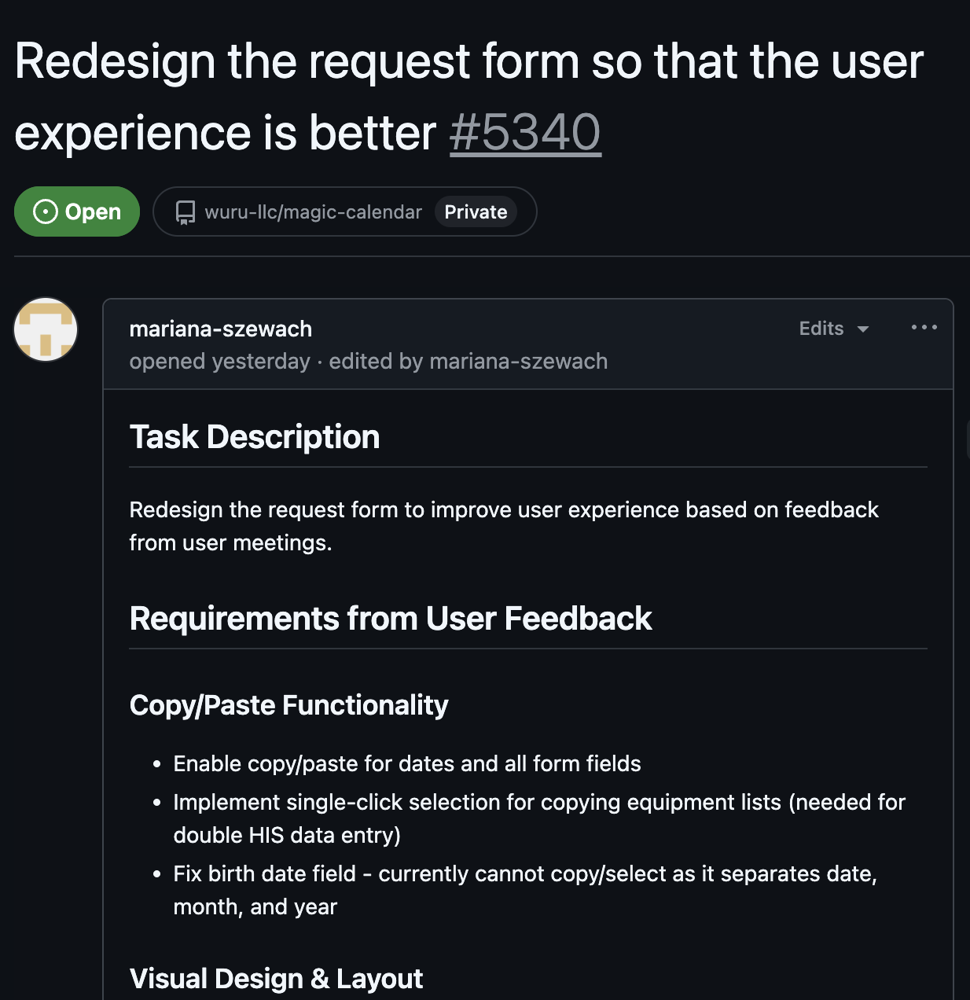 Redesign the request form so that the user
experience is better #5340
Open
wuru-llc/magic-calendar Private
mariana-szewach
Edits
opened yesterday · edited by mariana-szewach
Task Description
Redesign the request form to improve user experience based on feedback
from user meetings.
Requirements from User Feedback
Copy/Paste Functionality
• Enable copy/paste for dates and all form fields
• Implement single-click selection for copying equipment lists (needed for
double HIS data entry)
• Fix birth date field - currently cannot copy/select as it separates date,
month, and year
Visual Design & Layout